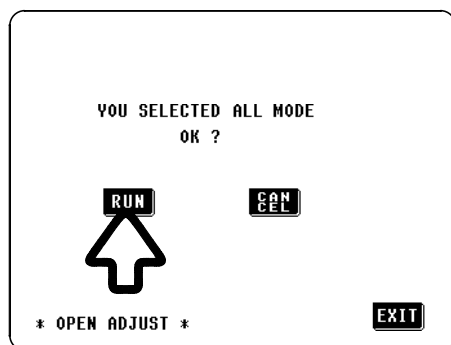 YOU SELECTED ALL MODE
OK ?
RUN
CAN
CEL
* OPEN ADJUST *
EXIT